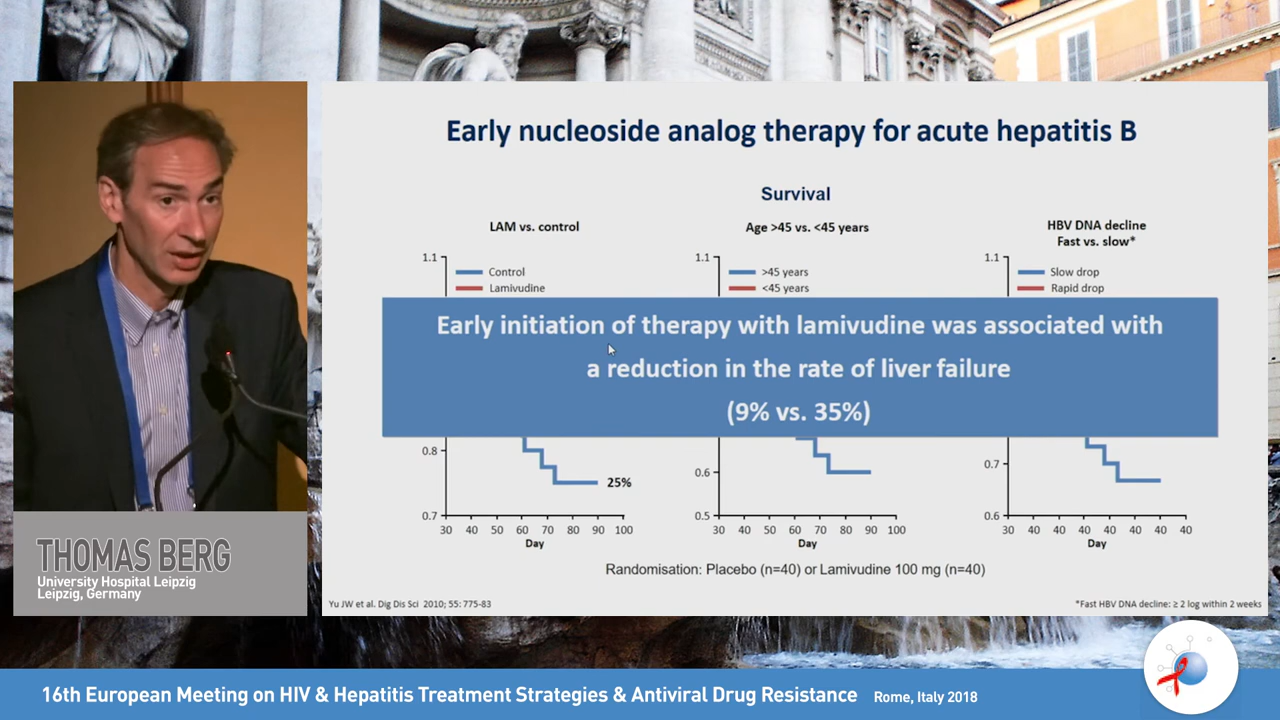 Early nucleoside analog therapy for acute hepatitis B
Survival
LAM vs. control
Age >45 vs. <45 years
HBV DNA decline
Fast vs. slow*
1.1
Control
Lamivudine
1.1
>45 years
<45 years
1.1
Slow drop
Rapid drop
Early initiation of therapy with lamivudine was associated with
a reduction in the rate of liver failure
(9% vs. 35%)
0.8
25%
0.7
30 40 50 60 70 80 90 100
Day
0.6
0.5
30 40 50 60 70 80 90 100
Day
0.7
0.6
30 40 40 40 40 40 40 40
Day
Randomisation: Placebo (n=40) or Lamivudine 100 mg (n=40)
Yu JW et al. Dig Dis Sci 2010; 55: 775-83
*Fast HBV DNA decline: ≥ 2 log within 2 weeks
THOMAS BERG
University Hospital Leipzig
Leipzig, Germany
16th European Meeting on HIV & Hepatitis Treatment Strategies & Antiviral Drug Resistance Rome, Italy 2018